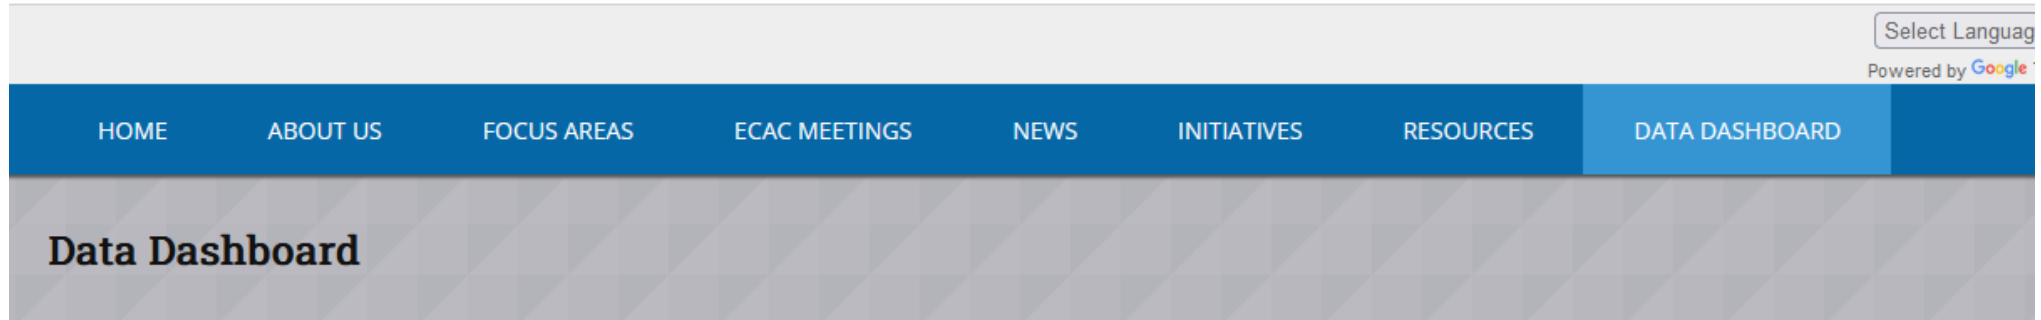 Select Languag
Powered by Google
HOME ABOUT US FOCUS AREAS ECAC MEETINGS NEWS INITIATIVES RESOURCES DATA DASHBOARD
Data Dashboard